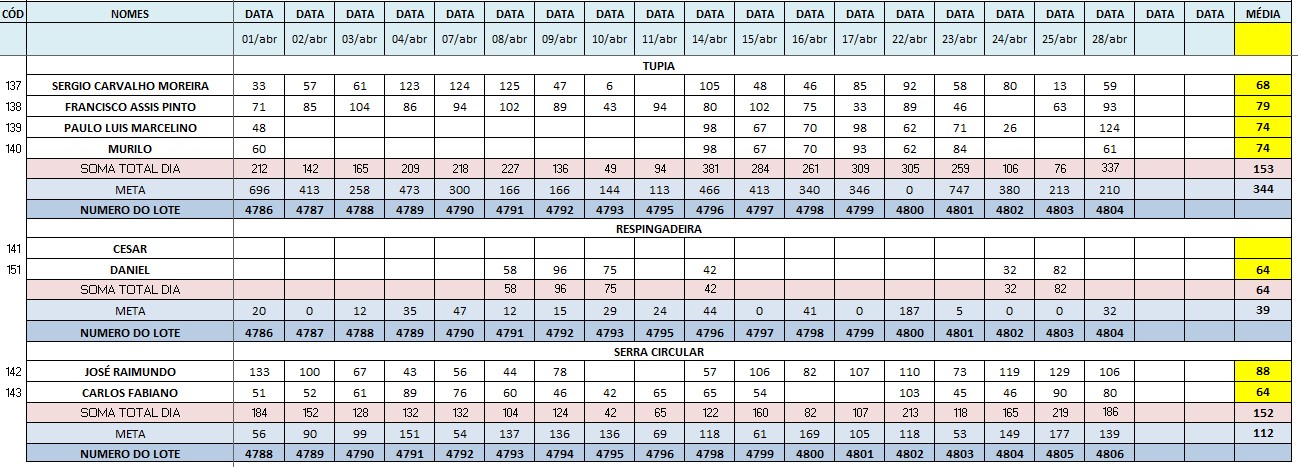 CÓD NOMES DATA DATA DATA DATA DATA DATA DATA DATA DATA DATA DATA DATA DATA DATA DATA DATA DATA DATA DATA DATA MÉDIA
01/abr 02/abr 03/abr 04/abr 07/abr 08/abr 09/abr 10/abr 11/abr 14/abr 15/abr 16/abr 17/abr 22/abr 23/abr 24/abr 25/abr 28/abr
TUPIA
137 SERGIO CARVALHO MOREIRA 33 57 61 123 124 125 47 6 105 48 46 85 92 58 80 13 59 68
138 FRANCISCO ASSIS PINTO 71 85 104 86 94 102 89 43 94 80 102 75 33 89 46 63 93 79
139 PAULO LUIS MARCELINO 48 98 67 70 98 62 71 26 124 74
140 MURILO 60 98 67 70 93 62 84 61 74
SOMA TOTAL DIA 212 142 165 209 218 227 136 49 94 381 284 261 309 305 259 106 76 337 153
META 696 413 258 473 300 166 166 144 113 466 413 340 346 0 747 380 213 210 344
NUMERO DO LOTE 4786 4787 4788 4789 4790 4791 4792 4793 4795 4796 4797 4798 4799 4800 4801 4802 4803 4804
RESPINGADEIRA
141 CESAR
151 DANIEL 58 96 75 42 32 82 64
SOMA TOTAL DIA 58 96 75 42 32 82 64
META 20 0 12 35 47 12 15 29 24 44 0 41 0 187 5 0 0 32 39
NUMERO DO LOTE 4786 4787 4788 4789 4790 4791 4792 4793 4795 4796 4797 4798 4799 4800 4801 4802 4803 4804
SERRA CIRCULAR
142 JOSÉ RAIMUNDO 133 100 67 43 56 44 78 57 106 82 107 110 73 119 129 106 88
143 CARLOS FABIANO 51 52 61 89 76 60 46 42 65 65 54 103 45 46 90 80 64
SOMA TOTAL DIA 184 152 128 132 132 104 124 42 65 122 160 82 107 213 118 165 219 186 152
META 56 90 99 151 54 137 136 136 69 118 61 169 105 118 53 149 177 139 112
NUMERO DO LOTE 4788 4789 4790 4791 4792 4793 4794 4795 4796 4798 4799 4800 4801 4802 4803 4804 4805 4806